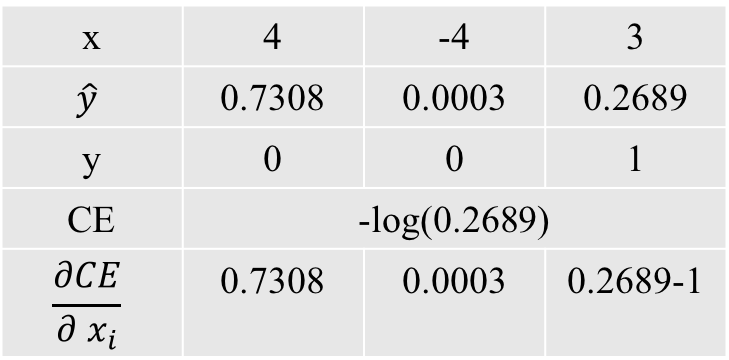 x 4 -4 3
ŷ 0.7308 0.0003 0.2689
y 0 0 1
CE -log(0.2689)
∂CE/∂ xᵢ 0.7308 0.0003 0.2689-1